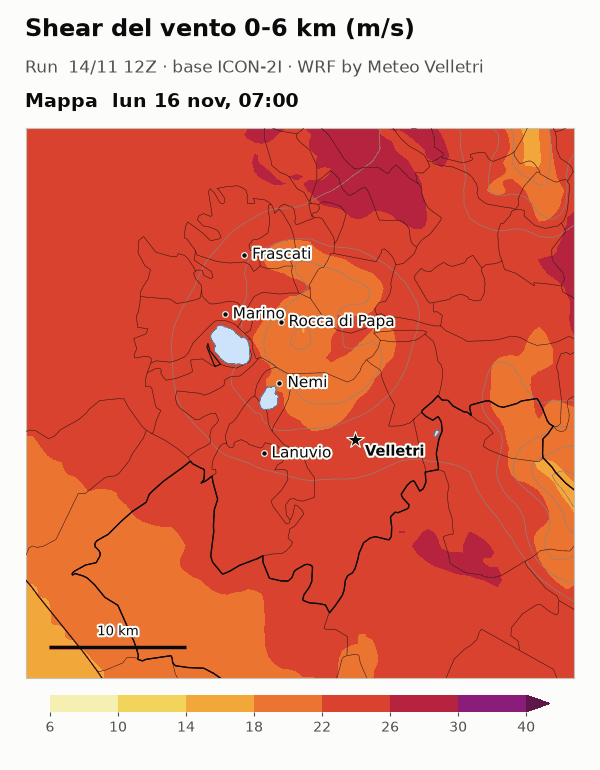 Shear del vento 0-6 km (m/s)
Run  14/11 12Z · base ICON-2I · WRF by Meteo Velletri
Mappa  lun 16 nov, 07:00
Frascati
Marino
Rocca di Papa
Nemi
Velletri
Lanuvio
10 km
6 10 14 18 22 26 30 40